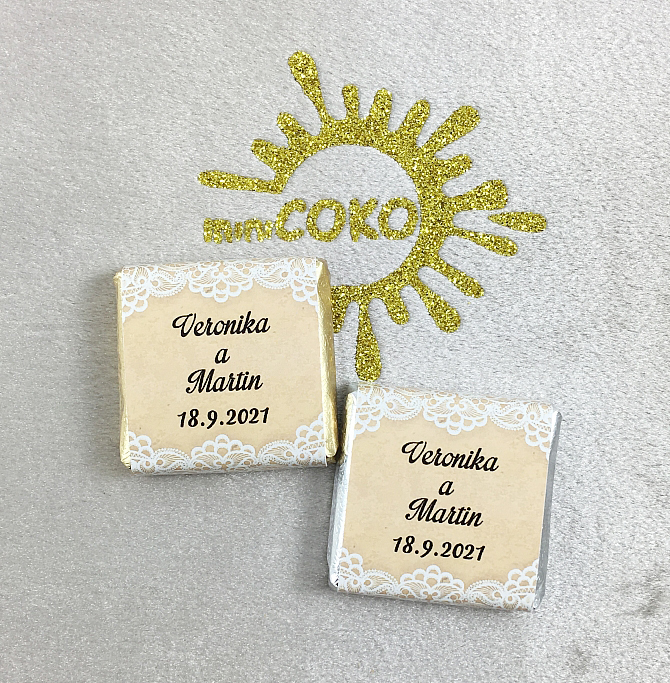 miniCOKO
Veronika
a
Martin
18.9.2021
Veronika
a
Martin
18.9.2021